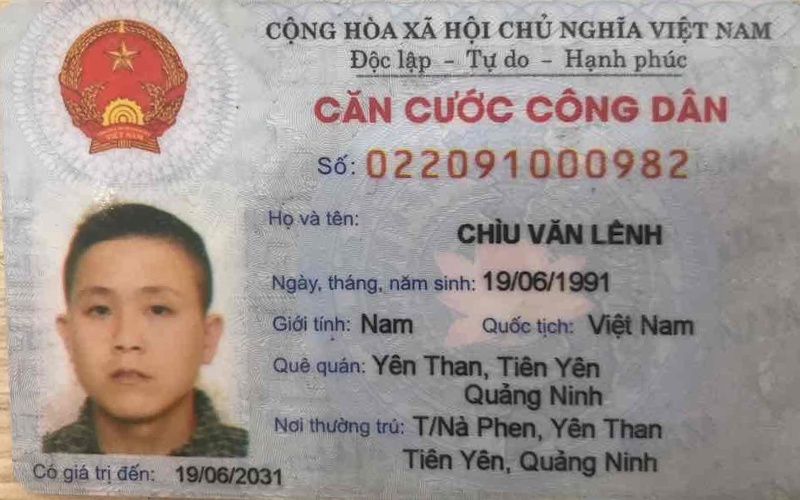 CỘNG HÒA XÃ HỘI CHỦ NGHĨA VIỆT NAM
Độc lập - Tự do - Hạnh phúc
CĂN CƯỚC CÔNG DÂN
Số: 022091000982
Họ và tên:
CHÌU VĂN LÊNH
Ngày, tháng, năm sinh: 19/06/1991
Giới tính: Nam Quốc tịch: Việt Nam
Quê quán: Yên Than, Tiên Yên
Quảng Ninh
Nơi thường trú: T/Nà Phen, Yên Than
Tiên Yên, Quảng Ninh
Có giá trị đến: 19/06/2031